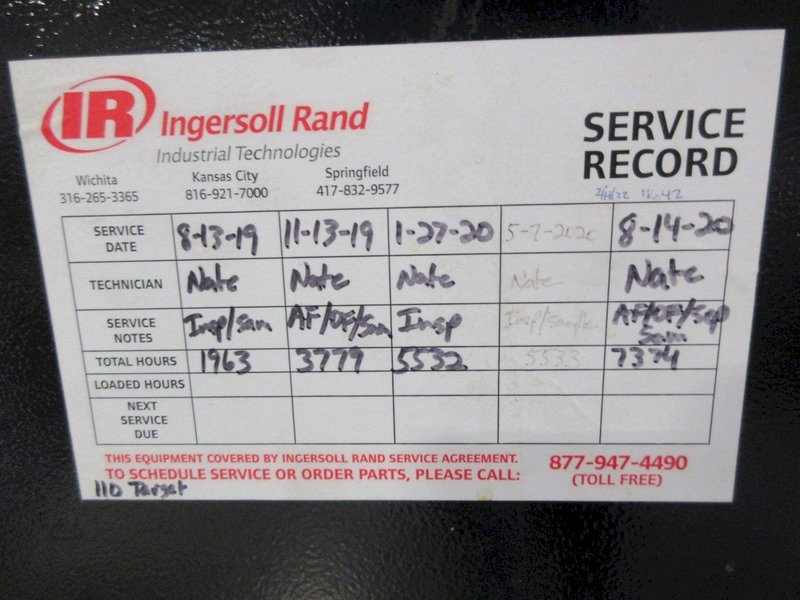 IR Ingersoll Rand
Industrial Technologies
SERVICE
RECORD
Wichita Kansas City Springfield
316-265-3365 816-921-7000 417-832-9577
SERVICE DATE 8-13-19 11-13-19 1-27-20 5-7-2020 8-14-20
TECHNICIAN Nate Nate Nate Nate Nate
SERVICE NOTES Insp/sam AF/OF/sam Insp Insp/sample AF/OF/Sep Sam
TOTAL HOURS 1963 3779 5532 5533 7374
LOADED HOURS
NEXT SERVICE DUE
THIS EQUIPMENT COVERED BY INGERSOLL RAND SERVICE AGREEMENT.
TO SCHEDULE SERVICE OR ORDER PARTS, PLEASE CALL: 877-947-4490
(TOLL FREE)
110 Target